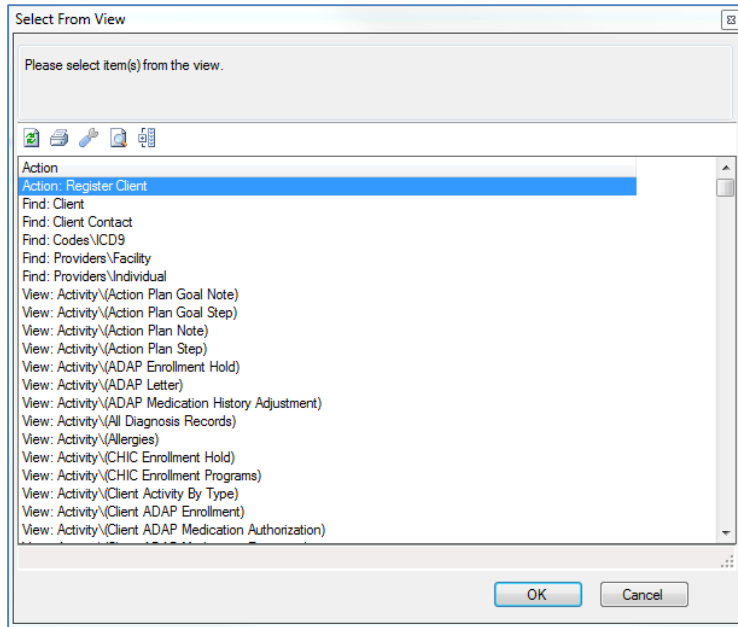 Select From View
Please select item(s) from the view.
Action
Action: Register Client
Find: Client
Find: Client Contact
Find: Codes\ICD9
Find: Providers\Facility
Find: Providers\Individual
View: Activity\(Action Plan Goal Note)
View: Activity\(Action Plan Goal Step)
View: Activity\(Action Plan Note)
View: Activity\(Action Plan Step)
View: Activity\(ADAP Enrollment Hold)
View: Activity\(ADAP Letter)
View: Activity\(ADAP Medication History Adjustment)
View: Activity\(All Diagnosis Records)
View: Activity\(Allergies)
View: Activity\(CHIC Enrollment Hold)
View: Activity\(CHIC Enrollment Programs)
View: Activity\(Client Activity By Type)
View: Activity\(Client ADAP Enrollment)
View: Activity\(Client ADAP Medication Authorization)
OK Cancel